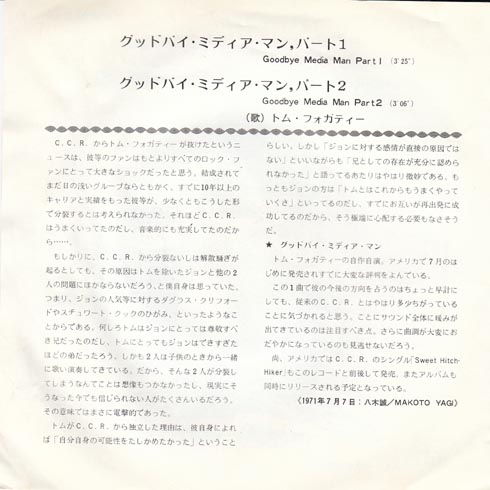 グッドバイ・ミディア・マン，パート1
Goodbye Media Man Part1 (3′25″)
グッドバイ・ミディア・マン，パート2
Goodbye Media Man Part2 (3′06″)
（歌）トム・フォガティー
C.C.R.からトム・フォガティーが抜けたというニ
ュースは、彼等のファンはもとよりすべてのロック・フ
ァンにとって大きなショックだったと思う。結成されて
まだ日の浅いグループならともかく、すでに10年以上の
キャリアと実績をもった彼等が、少なくともこうした形
で分裂するとは考えられなかった。それほどC.C.R.
はうまくいってたのだし、音楽的にも充実してたのだか
ら……。
もしかりに、C.C.R.から分裂ないしは解散騒ぎが
起るとしても、その原因はトムを除いたジョンと他の2
人の問題にほかならないだろう、と僕自身は思っていた。
つまり、ジョンの人気等に対するダグラス・クリフォー
ドやスチュワート・クックのひがみ、といったようなこ
とからである。何しろトムはジョンにとっては尊敬すべ
き兄だったのだし、トムにとってもジョンはできすぎた
ほどの弟だったろう。しかも2人は子供のときから一緒
に歌い演奏してきている。だから、そんな2人が分裂し
てしまうなんてことは想像もつかなかったし、現実にそ
うなった今でも信じられない人がたくさんいるだろう。
その意味ではまさに電撃的であった。
トムがC.C.R.から独立した理由は、彼自身によれ
ば「自分自身の可能性をたしかめたかった」ということ
らしい。しかし「ジョンに対する感情が直接の原因では
ない」といいながらも「兄としての存在が充分に認めら
れなかった」と語ってるあたりはやはり微妙である。も
っともジョンの方は「トムとはこれからもうまくやって
いくさ」といってるのだし、すでにお互いが再出発に成
功してるのだから、そう極端に心配する必要もなさそう
だ。
★ グッドバイ・ミディア・マン
トム・フォガティーの自作自演。アメリカで7月のは
じめに発売されすでに大変な評判をよんでいる。
この1曲で彼の今後の方向を占うのはちょっと早計に
しても、従来のC.C.R.とはやはり多少ちがっている
ことに気づかれると思う。ことにサウンド全体に緩みが
出てきているのは注目すべき点。さらに曲調が大変にお
だやかになっているのも見逃せないだろう。
尚、アメリカではC.C.R.のシングル「Sweet Hitch-
Hiker」もこのレコードと前後して発売。またアルバムも
同時にリリースされる予定となっている。
（1971年7月7日：八木誠／MAKOTO YAGI）